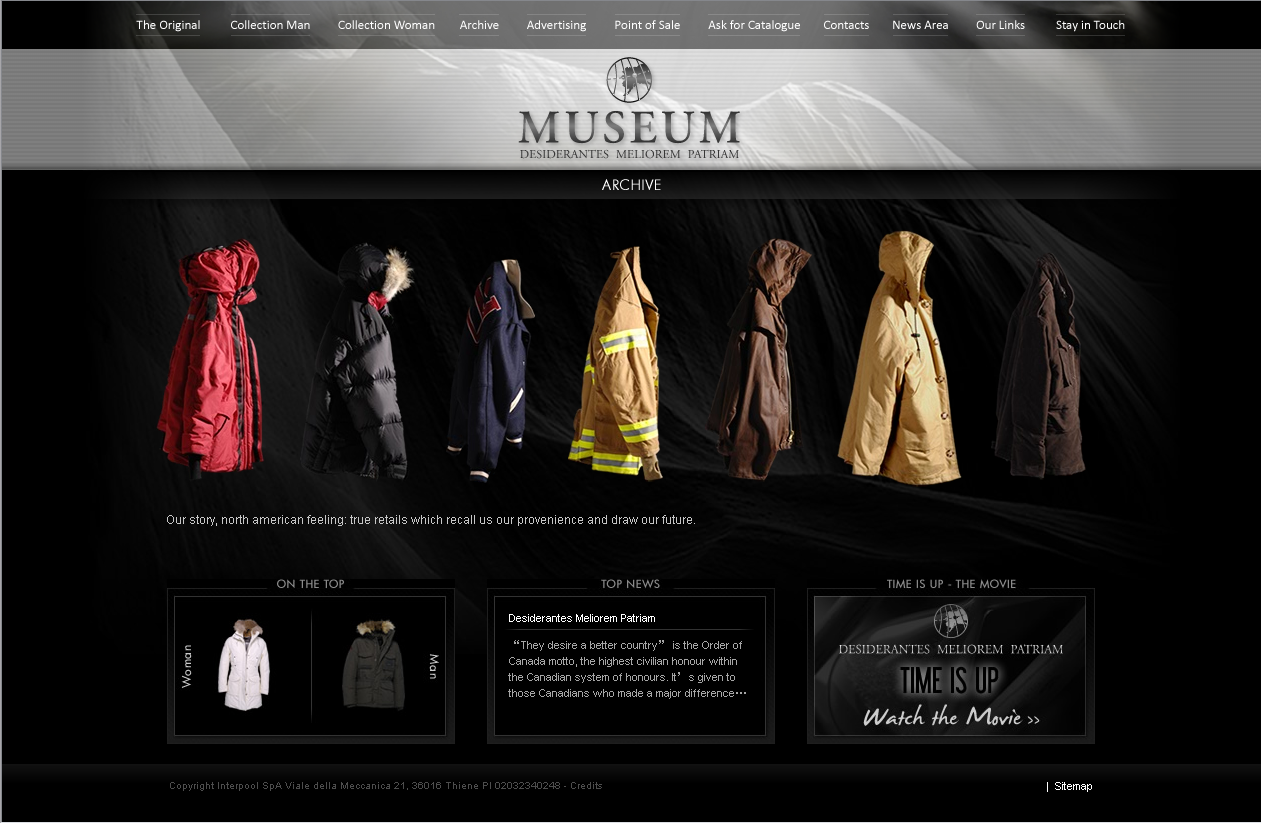 The Original Collection Man Collection Woman Archive Advertising Point of Sale Ask for Catalogue Contacts News Area Our Links Stay in Touch
MUSEUM
DESIDERANTES MELIOREM PATRIAM
ARCHIVE
Our story, north american feeling: true retails which recall us our provenience and draw our future.
ON THE TOP
Woman
Man
TOP NEWS
Desiderantes Meliorem Patriam
“They desire a better country” is the Order of
Canada motto, the highest civilian honour within
the Canadian system of honours. It’s given to
those Canadians who made a major difference…
TIME IS UP - THE MOVIE
DESIDERANTES MELIOREM PATRIAM
TIME IS UP
Watch the Movie >>
Copyright Interpool SpA Viale della Meccanica 21, 36016 Thiene PI 02032340248 - Credits
| Sitemap